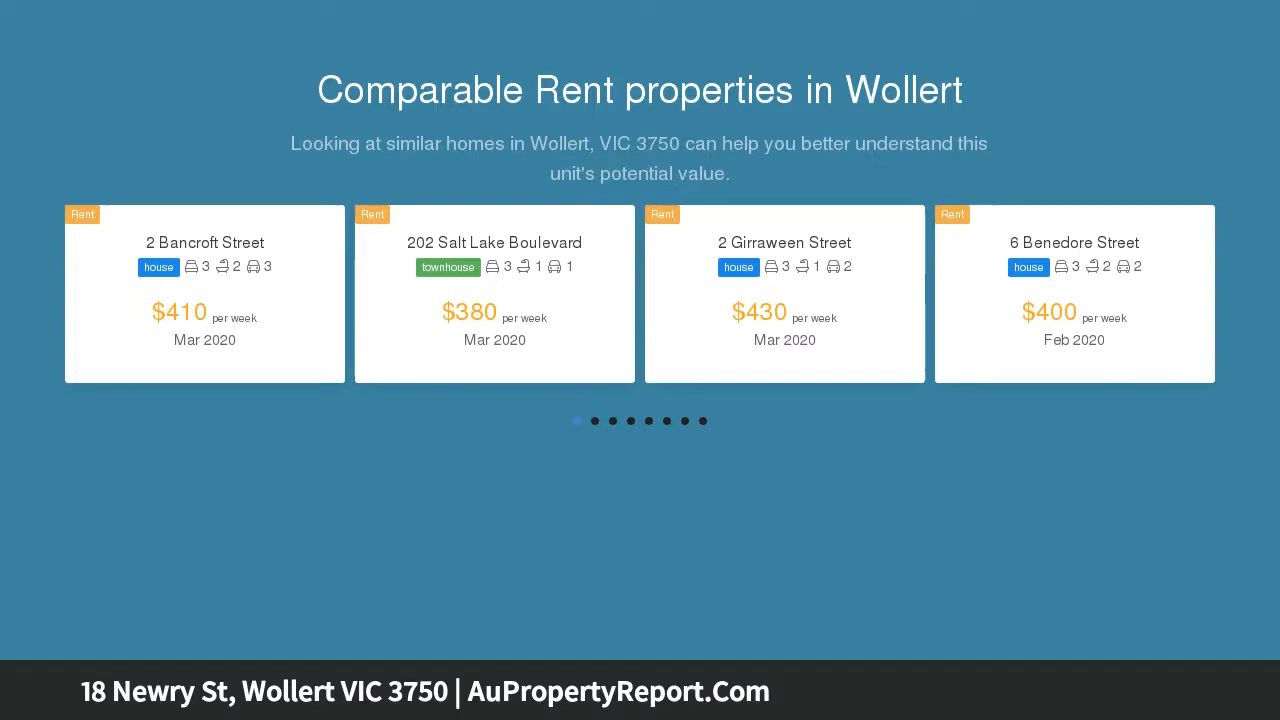 Comparable Rent properties in Wollert
Looking at similar homes in Wollert, VIC 3750 can help you better understand this
unit's potential value.
Rent
2 Bancroft Street
house 3 2 3
$410 per week
Mar 2020
Rent
202 Salt Lake Boulevard
townhouse 3 1 1
$380 per week
Mar 2020
Rent
2 Girraween Street
house 3 1 2
$430 per week
Mar 2020
Rent
6 Benedore Street
house 3 2 2
$400 per week
Feb 2020
18 Newry St, Wollert VIC 3750 | AuPropertyReport.Com